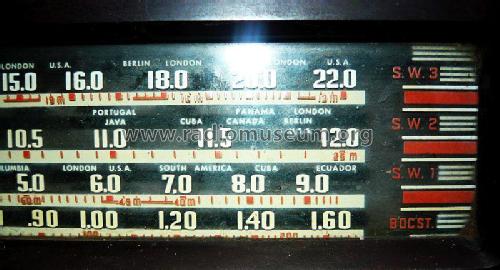 LONDON U.S.A. BERLIN LONDON LONDON U.S.A.
15.0 16.0 18.0 20.0 22.0 S.W. 3
19m 13m
PORTUGAL PANAMA LONDON
JAVA CUBA CANADA BERLIN
10.5 11.0 11.5 12.0 S.W. 2
www.radiomuseum.org
25m
LONDON U.S.A. SOUTH AMERICA CUBA ECUADOR S.W. 1
5.0 6.0 7.0 8.0 9.0
49m
.90 1.00 1.20 1.40 1.60 BDCST.